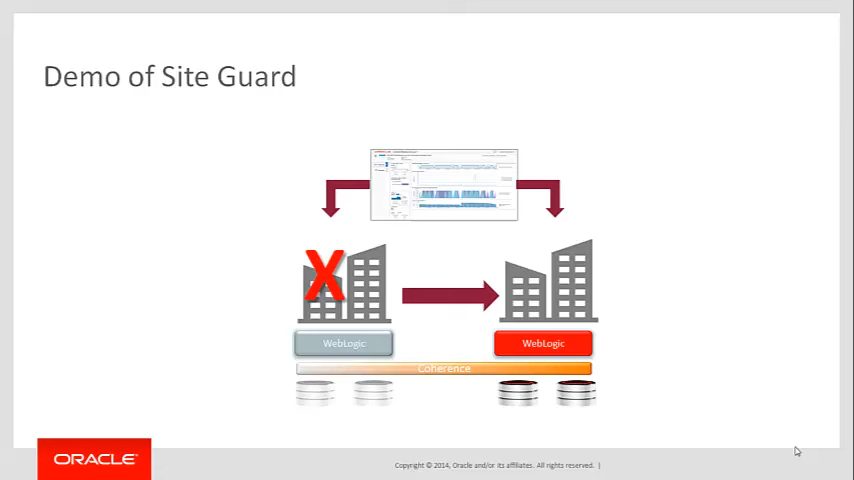 Demo of Site Guard
X
WebLogic
WebLogic
Coherence
ORACLE
Copyright © 2014, Oracle and/or its affiliates. All rights reserved. |